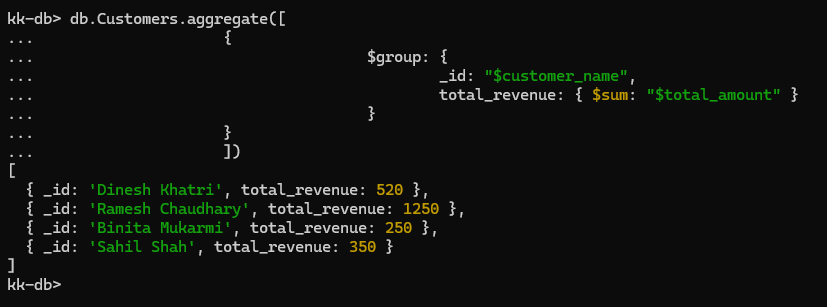 kk-db> db.Customers.aggregate([
... {
... $group: {
... _id: "$customer_name",
... total_revenue: { $sum: "$total_amount" }
... }
... }
... ])
[
{ _id: 'Dinesh Khatri', total_revenue: 520 },
{ _id: 'Ramesh Chaudhary', total_revenue: 1250 },
{ _id: 'Binita Mukarmi', total_revenue: 250 },
{ _id: 'Sahil Shah', total_revenue: 350 }
]
kk-db>